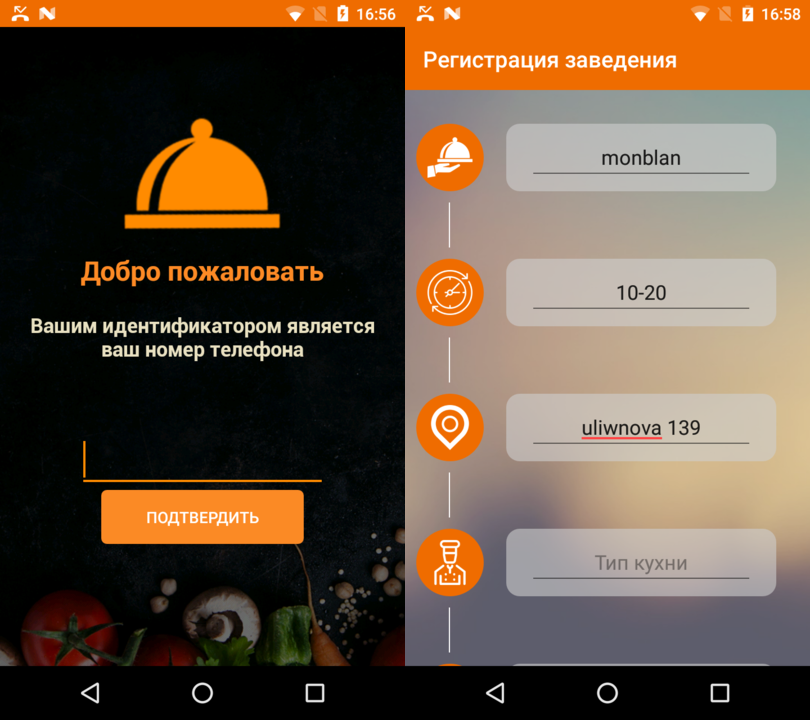 16:56
Добро пожаловать
Вашим идентификатором является
ваш номер телефона
ПОДТВЕРДИТЬ
16:58
Регистрация заведения
monblan
10-20
uliwnova 139
Тип кухни